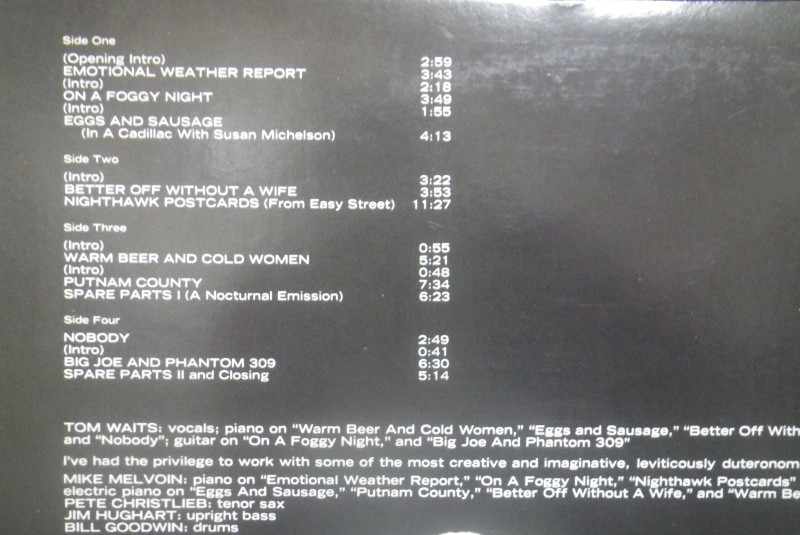 Side One
(Opening Intro) 2:59
EMOTIONAL WEATHER REPORT 3:43
(Intro) 2:18
ON A FOGGY NIGHT 3:49
(Intro) 1:55
EGGS AND SAUSAGE
(In A Cadillac With Susan Michelson) 4:13
Side Two
(Intro) 3:22
BETTER OFF WITHOUT A WIFE 3:53
NIGHTHAWK POSTCARDS (From Easy Street) 11:27
Side Three
(Intro) 0:55
WARM BEER AND COLD WOMEN 5:21
(Intro) 0:48
PUTNAM COUNTY 7:34
SPARE PARTS I (A Nocturnal Emission) 6:23
Side Four
NOBODY 2:49
(Intro) 0:41
BIG JOE AND PHANTOM 309 6:30
SPARE PARTS II and Closing 5:14
TOM WAITS: vocals; piano on "Warm Beer And Cold Women," "Eggs and Sausage," "Better Off With
and "Nobody"; guitar on "On A Foggy Night," and "Big Joe And Phantom 309"
I've had the privilege to work with some of the most creative and imaginative, leviticously duteronom
MIKE MELVOIN: piano on "Emotional Weather Report," "On A Foggy Night," "Nighthawk Postcards"
electric piano on "Eggs And Sausage," "Putnam County," "Better Off Without A Wife," and "Warm Be
PETE CHRISTLIEB: tenor sax
JIM HUGHART: upright bass
BILL GOODWIN: drums